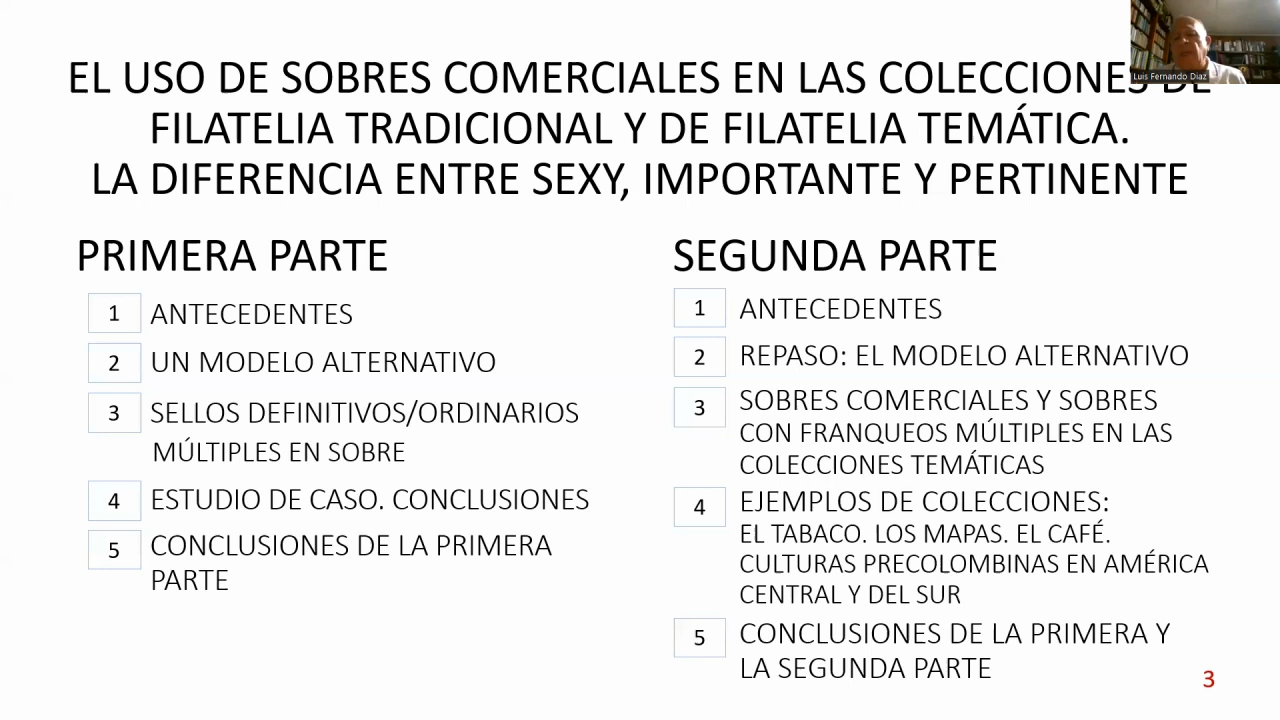 EL USO DE SOBRES COMERCIALES EN LAS COLECCIONES DE
FILATELIA TRADICIONAL Y DE FILATELIA TEMÁTICA.
LA DIFERENCIA ENTRE SEXY, IMPORTANTE Y PERTINENTE
Luis Fernando Diaz
PRIMERA PARTE
1 ANTECEDENTES
2 UN MODELO ALTERNATIVO
3 SELLOS DEFINITIVOS/ORDINARIOS
MÚLTIPLES EN SOBRE
4 ESTUDIO DE CASO. CONCLUSIONES
5 CONCLUSIONES DE LA PRIMERA
PARTE
SEGUNDA PARTE
1 ANTECEDENTES
2 REPASO: EL MODELO ALTERNATIVO
3 SOBRES COMERCIALES Y SOBRES
CON FRANQUEOS MÚLTIPLES EN LAS
COLECCIONES TEMÁTICAS
4 EJEMPLOS DE COLECCIONES:
EL TABACO. LOS MAPAS. EL CAFÉ.
CULTURAS PRECOLOMBINAS EN AMÉRICA
CENTRAL Y DEL SUR
5 CONCLUSIONES DE LA PRIMERA Y
LA SEGUNDA PARTE
3